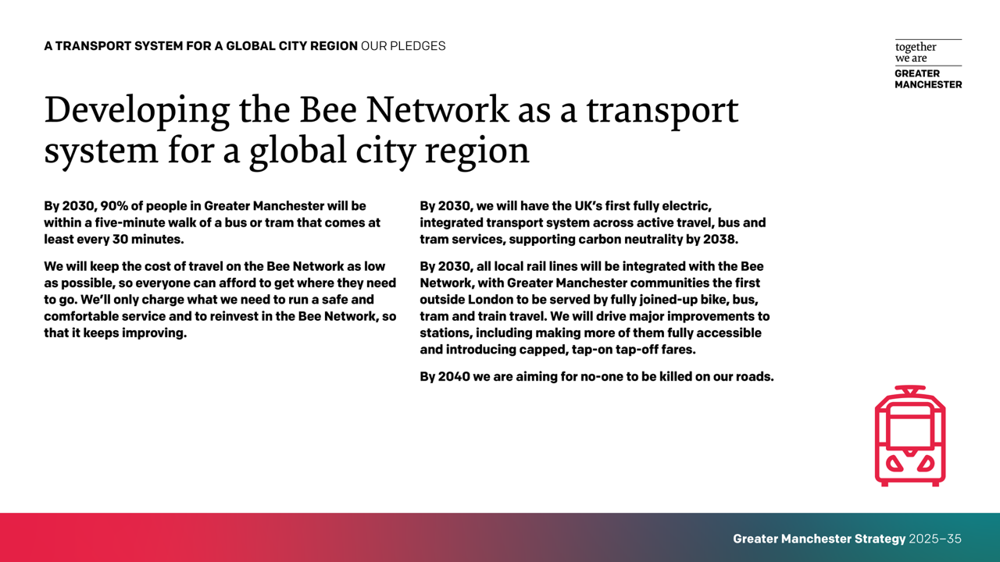 A TRANSPORT SYSTEM FOR A GLOBAL CITY REGION OUR PLEDGES
together
we are
GREATER
MANCHESTER
Developing the Bee Network as a transport
system for a global city region
By 2030, 90% of people in Greater Manchester will be
within a five-minute walk of a bus or tram that comes at
least every 30 minutes.
We will keep the cost of travel on the Bee Network as low
as possible, so everyone can afford to get where they need
to go. We’ll only charge what we need to run a safe and
comfortable service and to reinvest in the Bee Network, so
that it keeps improving.
By 2030, we will have the UK’s first fully electric,
integrated transport system across active travel, bus and
tram services, supporting carbon neutrality by 2038.
By 2030, all local rail lines will be integrated with the Bee
Network, with Greater Manchester communities the first
outside London to be served by fully joined-up bike, bus,
tram and train travel. We will drive major improvements to
stations, including making more of them fully accessible
and introducing capped, tap-on tap-off fares.
By 2040 we are aiming for no-one to be killed on our roads.
Greater Manchester Strategy 2025–35